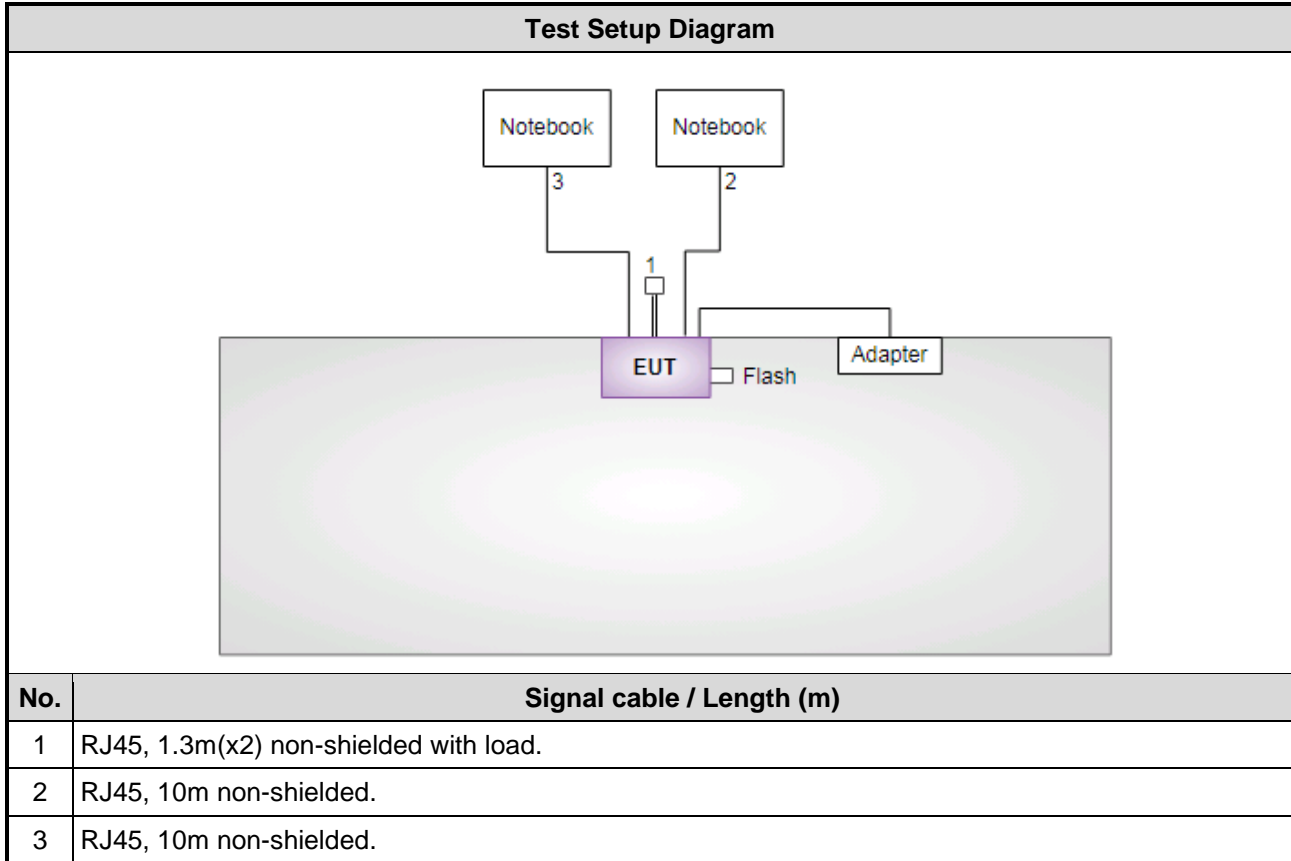 Test Setup Diagram
Notebook
Notebook
3
2
1
EUT
Adapter
Flash
No. Signal cable / Length (m)
1 RJ45, 1.3m(x2) non-shielded with load.
2 RJ45, 10m non-shielded.
3 RJ45, 10m non-shielded.